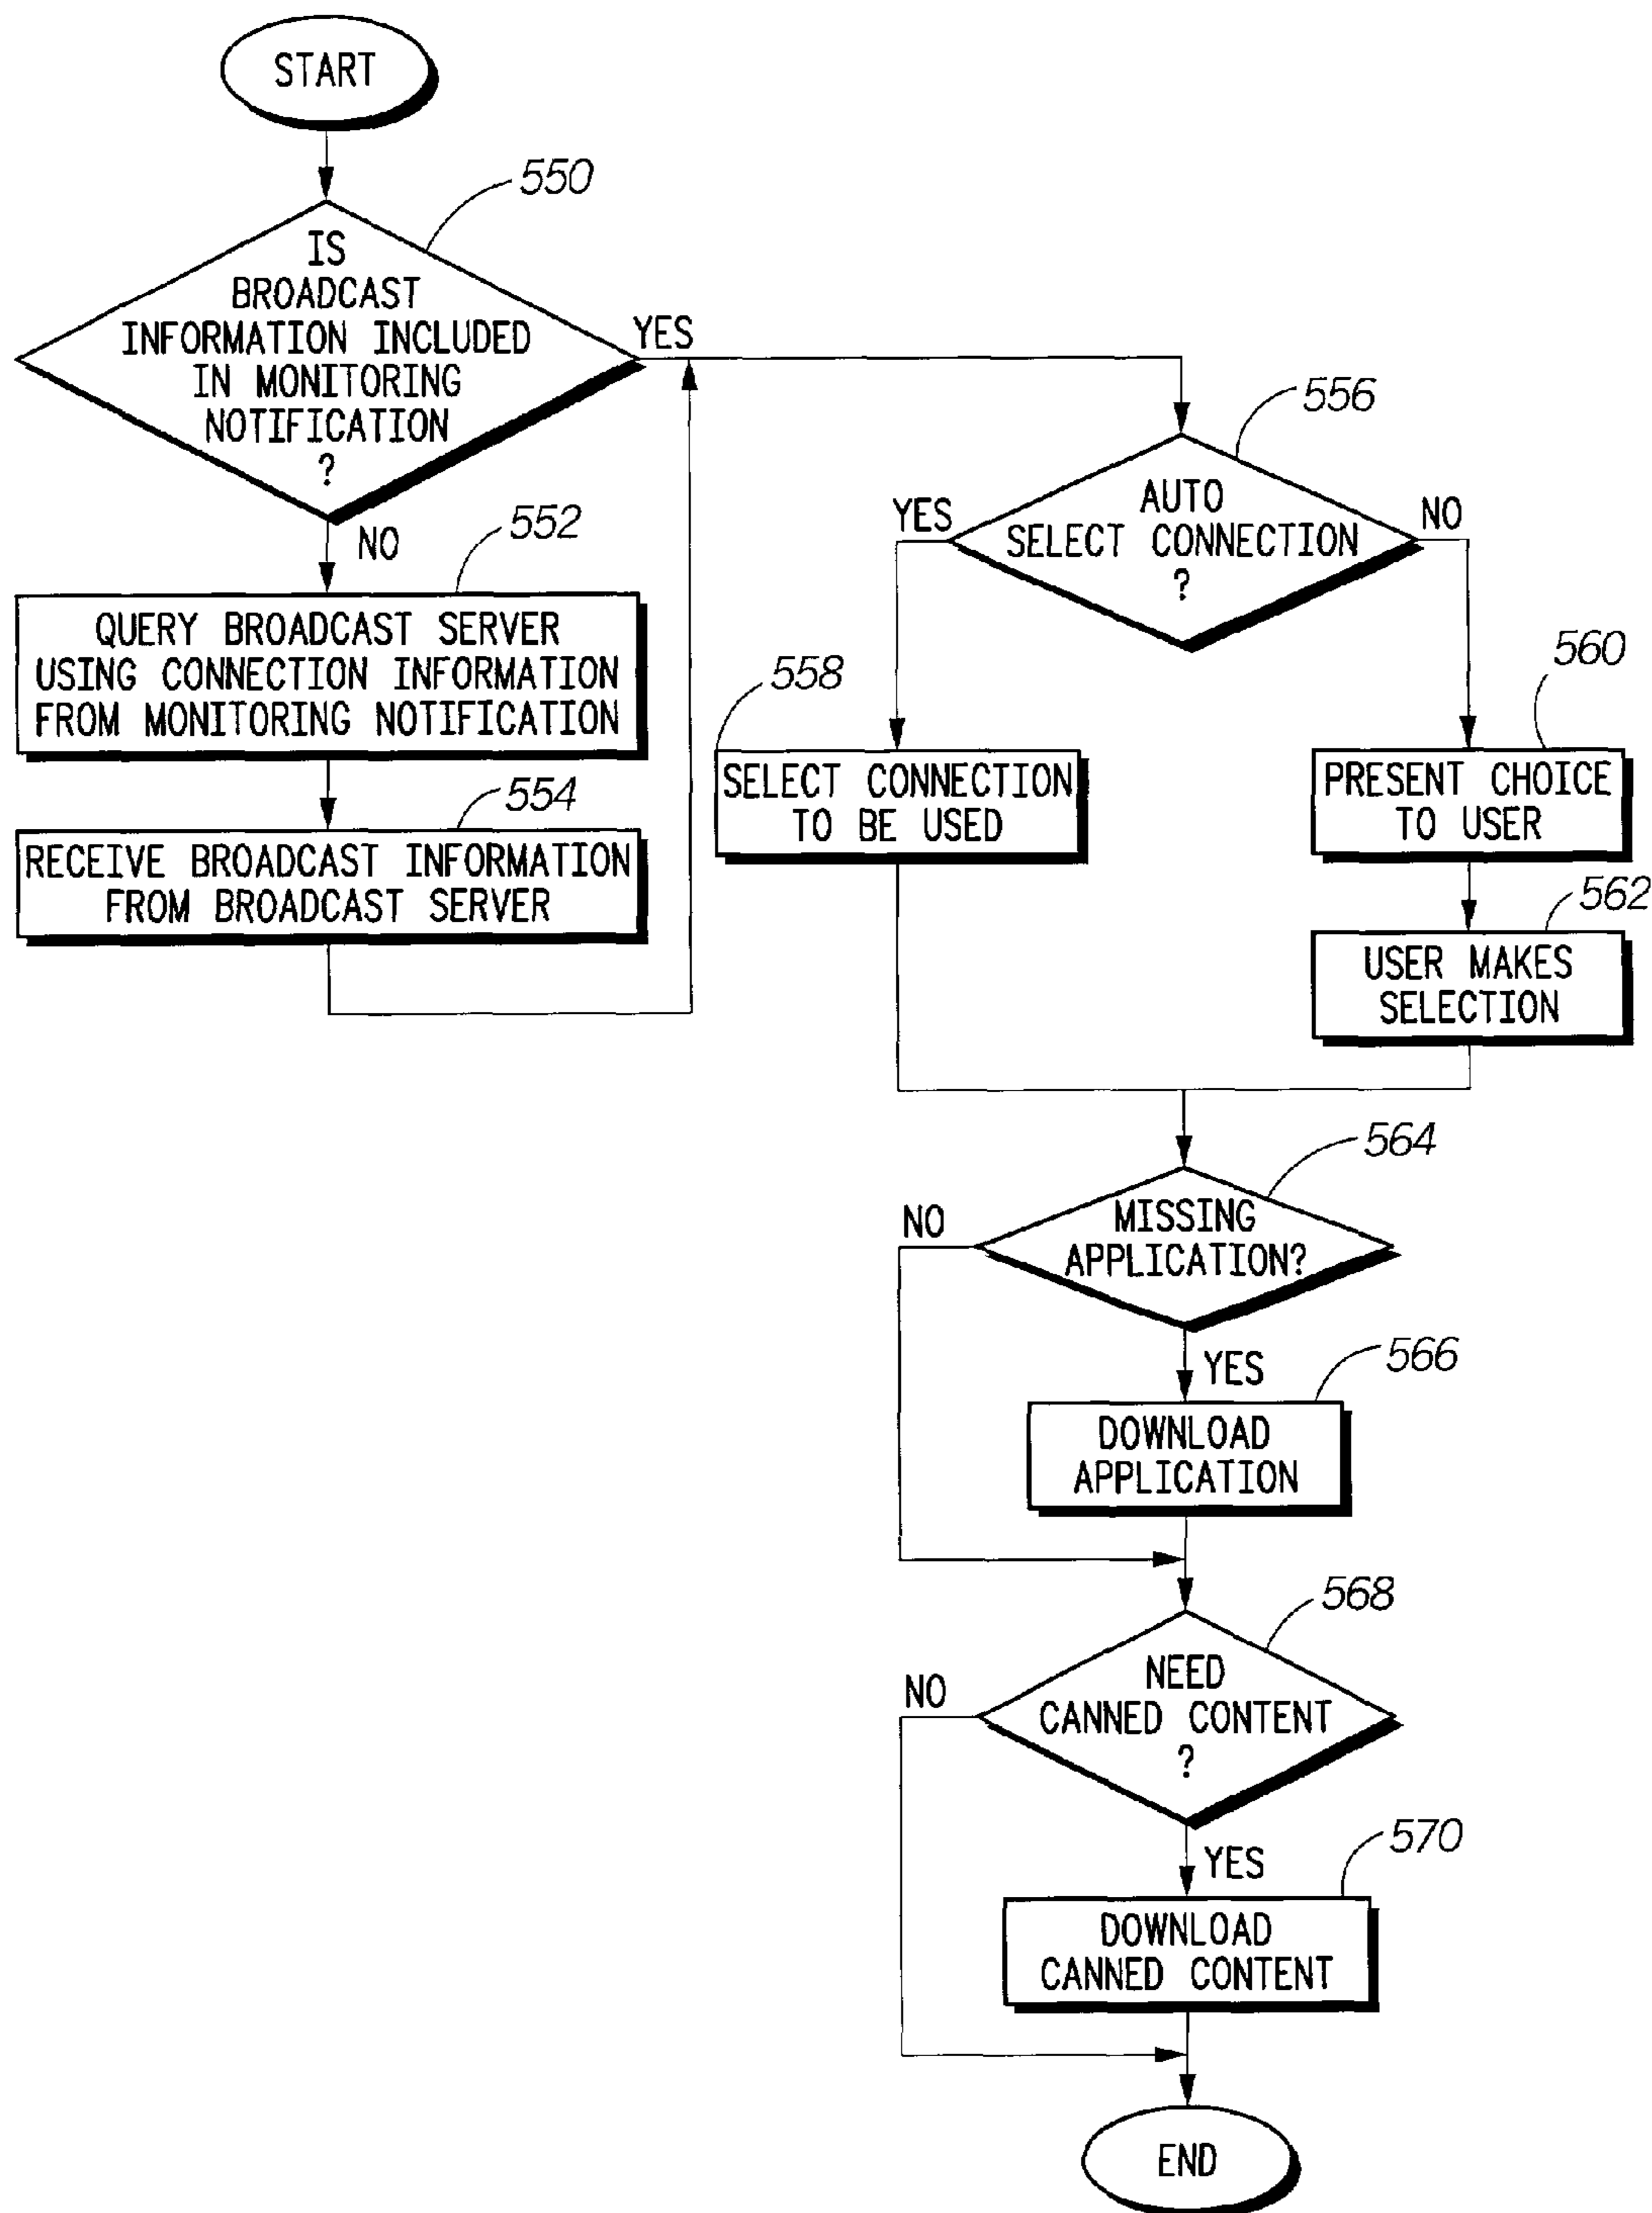 START
550
IS
BROADCAST
INFORMATION INCLUDED
IN MONITORING
NOTIFICATION
?
YES
NO
552
QUERY BROADCAST SERVER
USING CONNECTION INFORMATION
FROM MONITORING NOTIFICATION
554
RECEIVE BROADCAST INFORMATION
FROM BROADCAST SERVER
556
AUTO
SELECT CONNECTION
?
YES
NO
558
SELECT CONNECTION
TO BE USED
560
PRESENT CHOICE
TO USER
562
USER MAKES
SELECTION
564
MISSING
APPLICATION?
NO
YES
566
DOWNLOAD
APPLICATION
568
NEED
CANNED CONTENT
?
NO
YES
570
DOWNLOAD
CANNED CONTENT
END